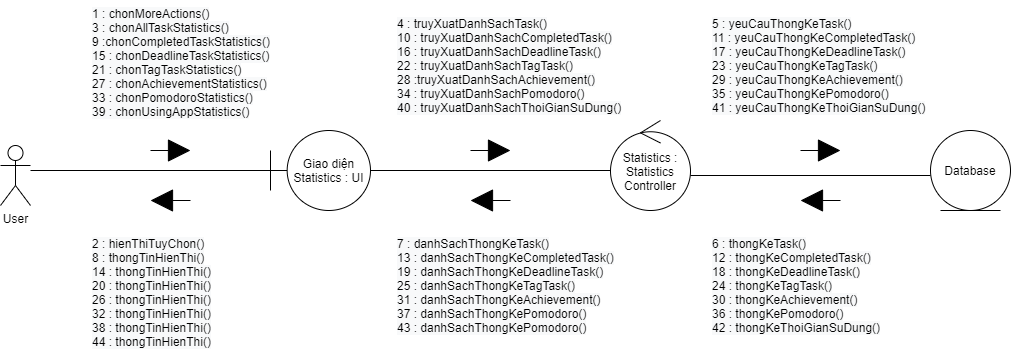 1 : chonMoreActions()
3 : chonAllTaskStatistics()
9 :chonCompletedTaskStatistics()
15 : chonDeadlineTaskStatistics()
21 : chonTagTaskStatistics()
27 : chonAchievementStatistics()
33 : chonPomodoroStatistics()
39 : chonUsingAppStatistics()
4 : truyXuatDanhSachTask()
10 : truyXuatDanhSachCompletedTask()
16 : truyXuatDanhSachDeadlineTask()
22 : truyXuatDanhSachTagTask()
28 :truyXuatDanhSachAchievement()
34 : truyXuatDanhSachPomodoro()
40 : truyXuatDanhSachThoiGianSuDung()
5 : yeuCauThongKeTask()
11 : yeuCauThongKeCompletedTask()
17 : yeuCauThongKeDeadlineTask()
23 : yeuCauThongKeTagTask()
29 : yeuCauThongKeAchievement()
35 : yeuCauThongKePomodoro()
41 : yeuCauThongKeThoiGianSuDung()
User
Giao diện
Statistics : UI
Statistics :
Statistics
Controller
Database
2 : hienThiTuyChon()
8 : thongTinHienThi()
14 : thongTinHienThi()
20 : thongTinHienThi()
26 : thongTinHienThi()
32 : thongTinHienThi()
38 : thongTinHienThi()
44 : thongTinHienThi()
7 : danhSachThongKeTask()
13 : danhSachThongKeCompletedTask()
19 : danhSachThongKeDeadlineTask()
25 : danhSachThongKeTagTask()
31 : danhSachThongKeAchievement()
37 : danhSachThongKePomodoro()
43 : danhSachThongKePomodoro()
6 : thongKeTask()
12 : thongKeCompletedTask()
18 : thongKeDeadlineTask()
24 : thongKeTagTask()
30 : thongKeAchievement()
36 : thongKePomodoro()
42 : thongKeThoiGianSuDung()